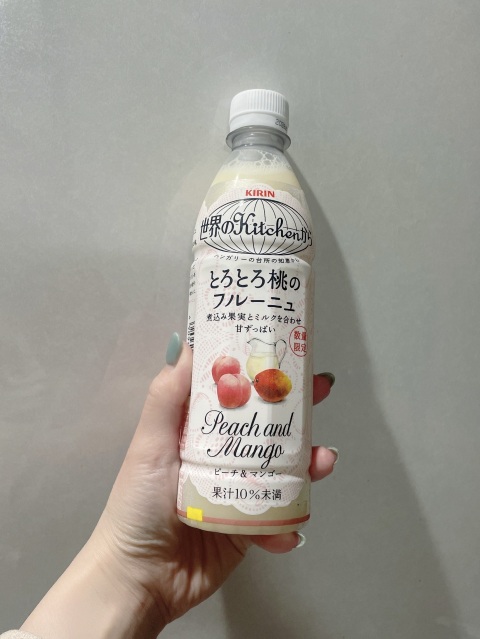 KIRIN
世界のKitchenから
ハンガリーの台所の知恵から
とろとろ桃の
フルーニュ
煮込み果実とミルクを合わせ
甘ずっぱい
数量
限定
Peach and
Mango
ピーチ&マンゴー
果汁10%未満